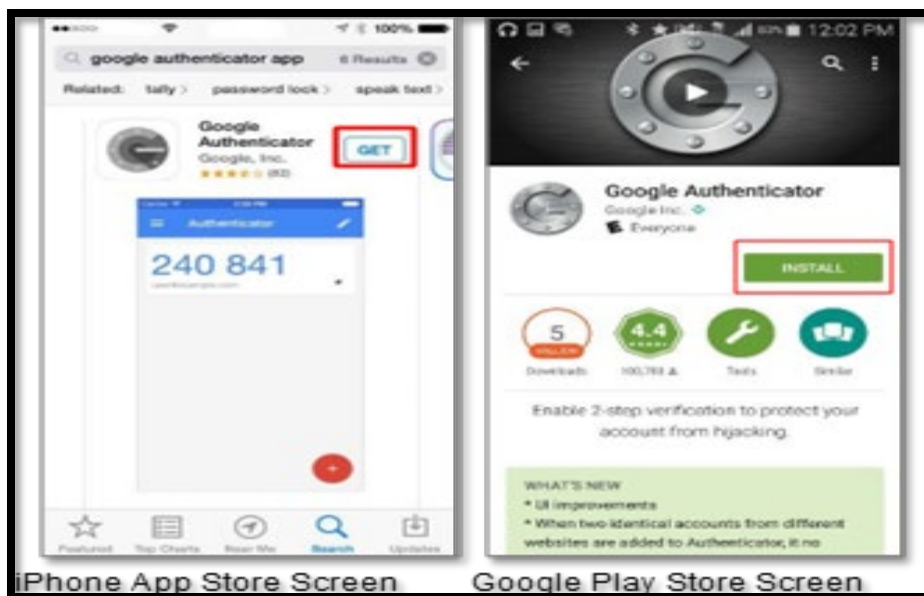 100%
google authenticator app 6 Results
Related: tally > password lock > speak text >
Google
Authenticator
Google, Inc.
(82)
GET
Authenticator
240 841
Featured Top Charts Near Me Search Updates
iPhone App Store Screen
12:02 PM
Google Authenticator
Google Inc.
Everyone
INSTALL
5
MILLION
Downloads
4.4
Tools
Similar
Enable 2-step verification to protect your
account from hijacking.
WHAT'S NEW
* UI improvements
* When two identical accounts from different
websites are added to Authenticator, it no
Google Play Store Screen